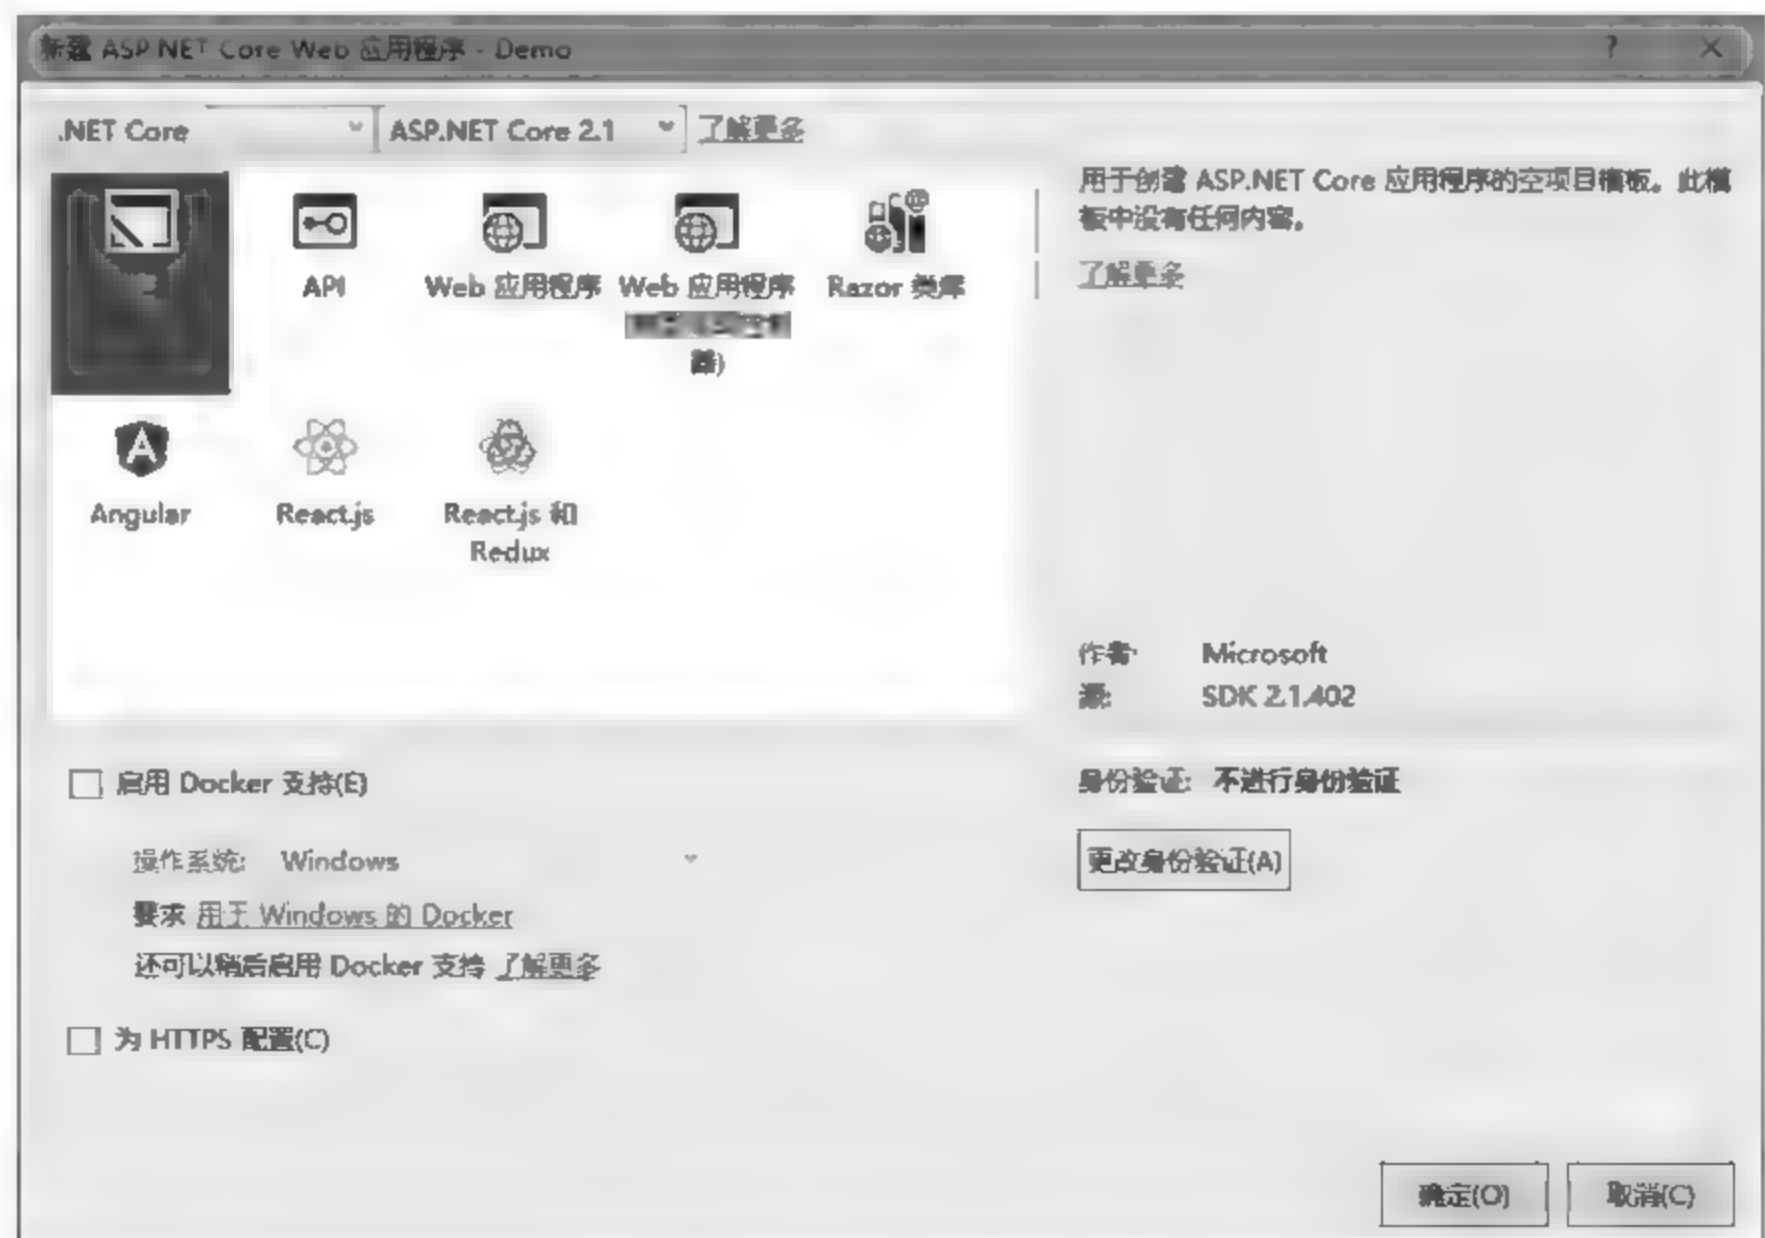 新建 ASP.NET Core Web 应用程序 - Demo
.NET Core ASP.NET Core 2.1 了解更多
API
Web 应用程序
Web 应用程序
器)
Razor 类库
Angular
React.js
React.js 和
Redux
用于创建 ASP.NET Core 应用程序的空项目模板。此模
板中没有任何内容。
了解更多
作者: Microsoft
源: SDK 2.1.402
启用 Docker 支持(E)
操作系统: Windows
要求 用于 Windows 的 Docker
还可以稍后启用 Docker 支持 了解更多
为 HTTPS 配置(C)
身份验证: 不进行身份验证
更改身份验证(A)
确定(O) 取消(C)